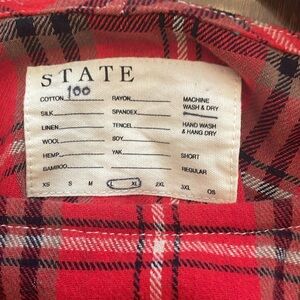 STATE
COTTON 100 RAYON MACHINE WASH & DRY
SILK SPANDEX
LINEN TENCEL HAND WASH & HANG DRY
WOOL SOY
HEMP YAK SHORT
BAMBOO REGULAR
XS S M L XL 2XL 3XL OS